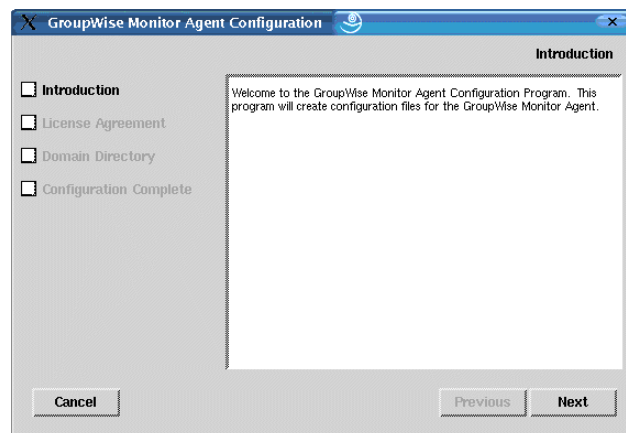 GroupWise Monitor Agent Configuration
Introduction
Introduction
License Agreement
Domain Directory
Configuration Complete
Welcome to the GroupWise Monitor Agent Configuration Program. This
program will create configuration files for the GroupWise Monitor Agent.
Cancel
Previous
Next